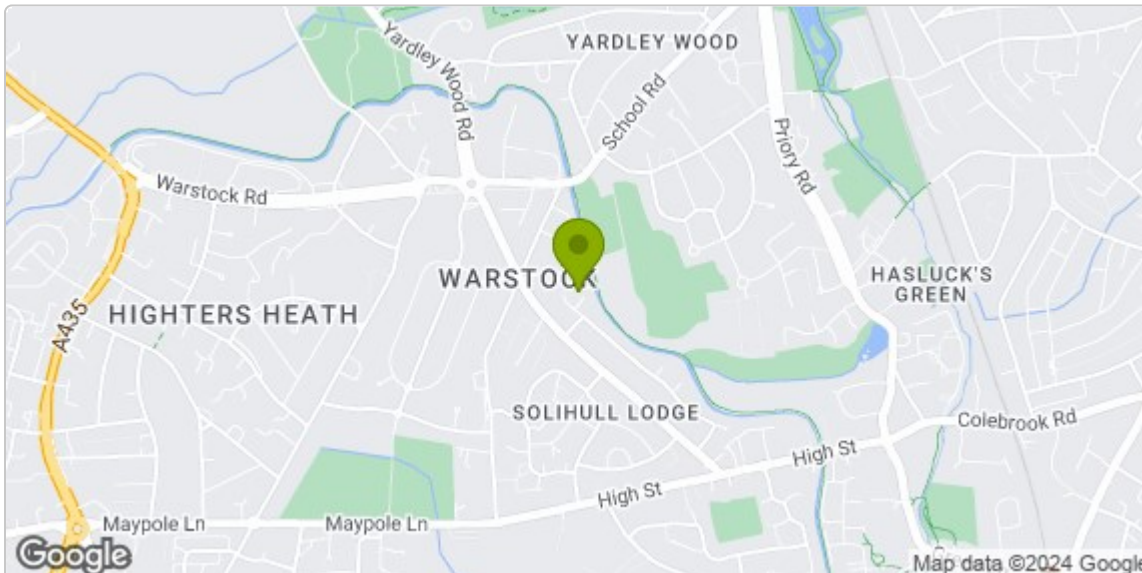 YARDLEY WOOD
Yardley Wood Rd
School Rd
Priory Rd
Warstock Rd
WARSTOCK
HASLUCK'S
GREEN
HIGHTERS HEATH
A435
SOLIHULL LODGE
Colebrook Rd
High St
High St
Maypole Ln
Maypole Ln
Google
Map data ©2024 Google